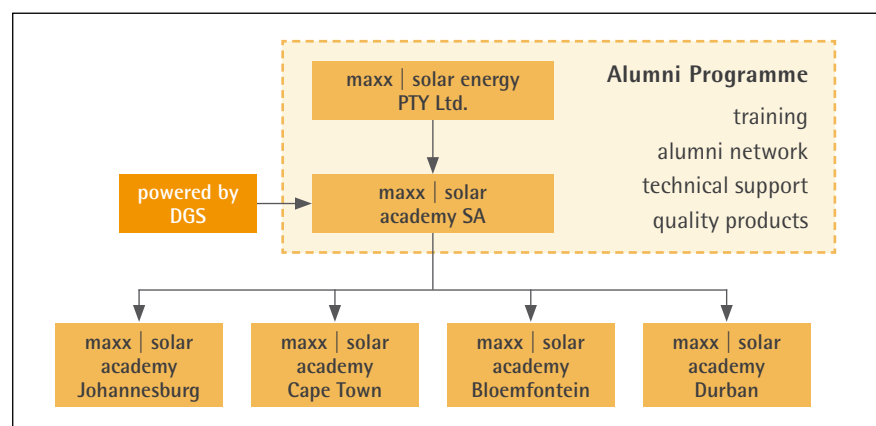 maxx | solar energy
PTY Ltd.
Alumni Programme
training
alumni network
technical support
quality products
powered by
DGS
maxx | solar
academy SA
maxx | solar
academy
Johannesburg
maxx | solar
academy
Cape Town
maxx | solar
academy
Bloemfontein
maxx | solar
academy
Durban